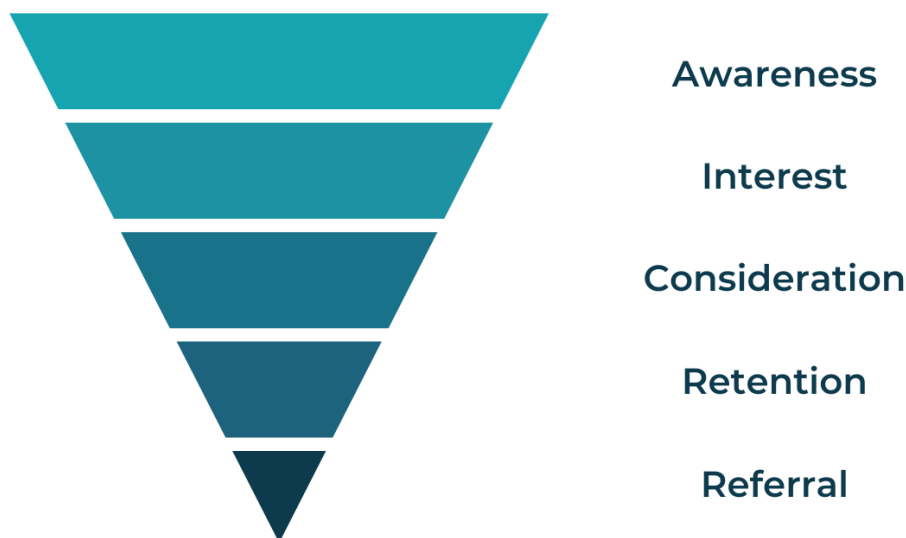 Awareness
Interest
Consideration
Retention
Referral